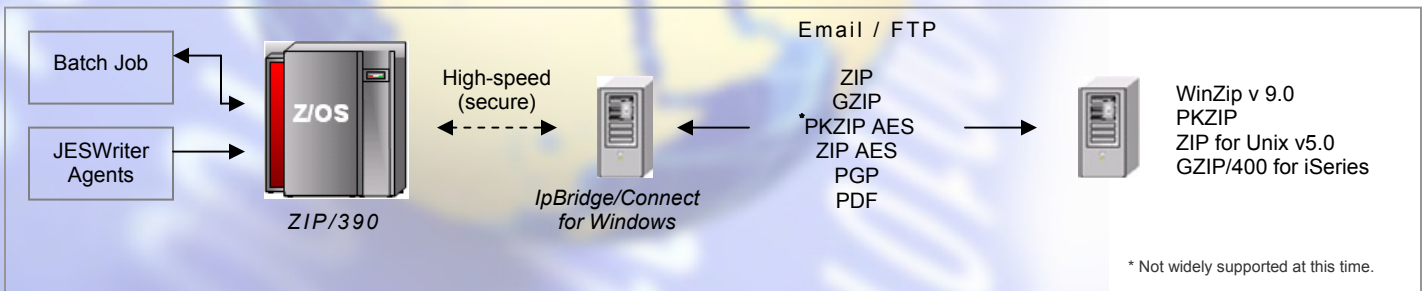 Batch Job
JESWriter
Agents
Z/OS
ZIP/390
High-speed
(secure)
IpBridge/Connect
for Windows
Email / FTP
ZIP
GZIP
*PKZIP AES
ZIP AES
PGP
PDF
WinZip v 9.0
PKZIP
ZIP for Unix v5.0
GZIP/400 for iSeries
* Not widely supported at this time.